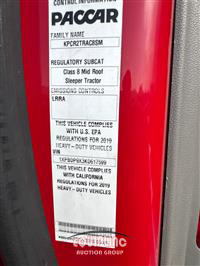 CONTROL INFORMATION
PACCAR
FAMILY NAME
KPCR2TRAC8SM
REGULATORY SUBCAT
Class 8 Mid Roof
Sleeper Tractor
EMISSIONS CONTROLS
LRRA
THIS VEHICLE COMPLIES
WITH U.S. EPA
REGULATIONS FOR 2019
HEAVY - DUTY VEHICLES
VIN
THIS VEHICLE COMPLIES
WITH CALIFORNIA
REGULATIONS FOR 2019
HEAVY - DUTY VEHICLES
AUCTION GROUP